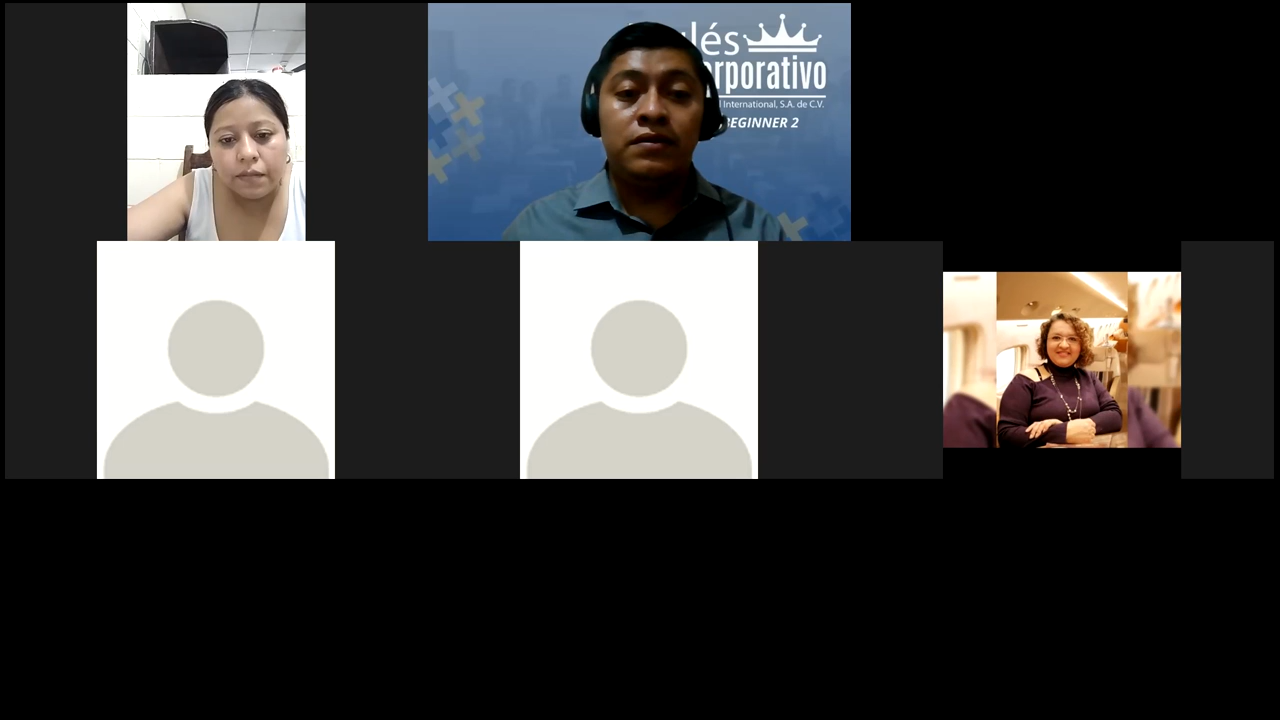 lés
rporativo
l International, S.A. de C.V.
BEGINNER 2